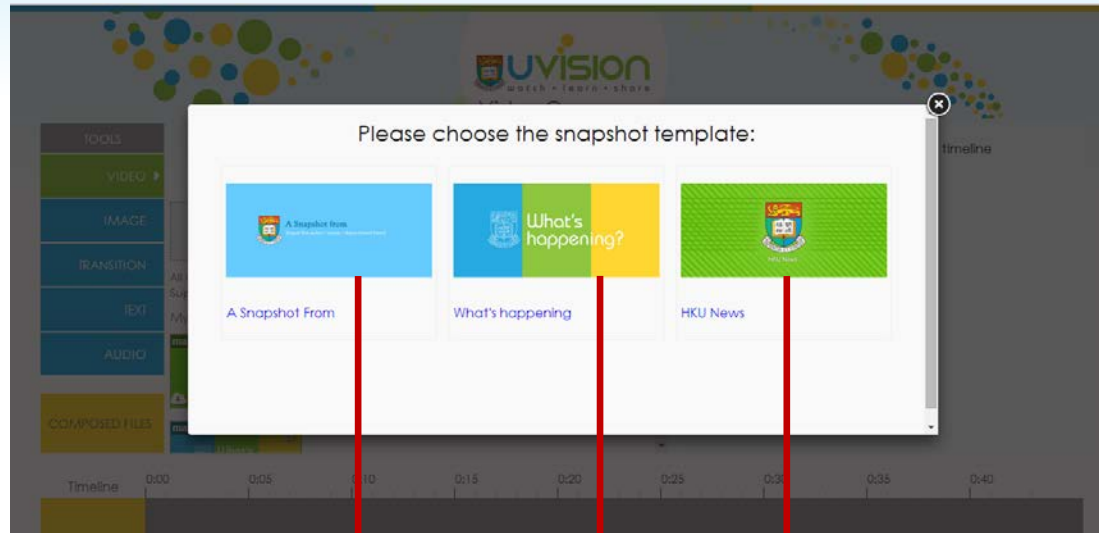 UVISION
watch • learn • share
Please choose the snapshot template:
TOOLS
timeline
VIDEO
IMAGE
TRANSITION
TEXT
AUDIO
COMPOSED FILES
A Snapshot from
What's
happening?
HKU News
A Snapshot From
What's happening
HKU News
Timeline
0:00
0:05
0:10
0:15
0:20
0:25
0:30
0:35
0:40